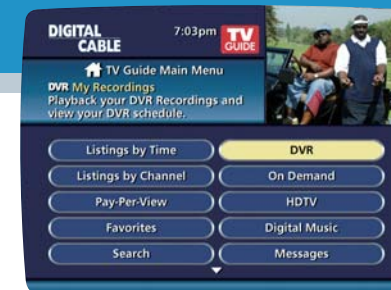 DIGITAL
CABLE
7:03pm
TV
GUIDE
TV Guide Main Menu
DVR My Recordings
Playback your DVR Recordings and
view your DVR schedule.
Listings by Time
DVR
Listings by Channel
On Demand
Pay-Per-View
HDTV
Favorites
Digital Music
Search
Messages